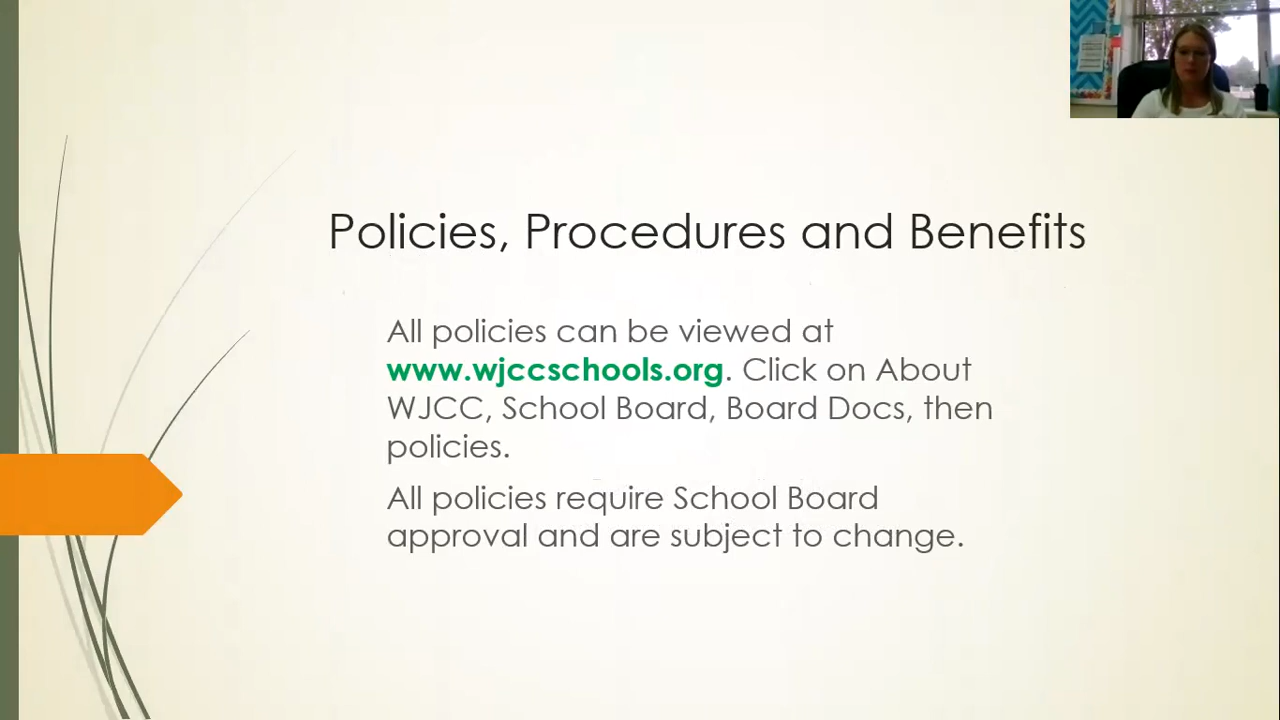 Policies, Procedures and Benefits
All policies can be viewed at
www.wjccschools.org. Click on About
WJCC, School Board, Board Docs, then
policies.
All policies require School Board
approval and are subject to change.